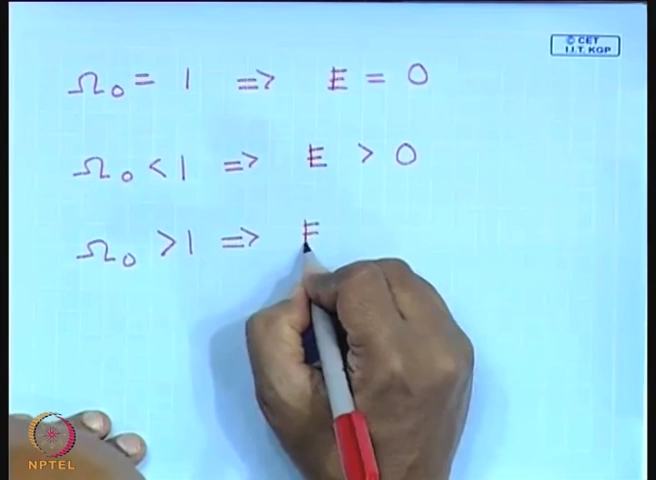 © CET
I.I.T. KGP
Ω₀ = 1 => E = 0
Ω₀ < 1 => E > 0
Ω₀ > 1 => E
NPTEL